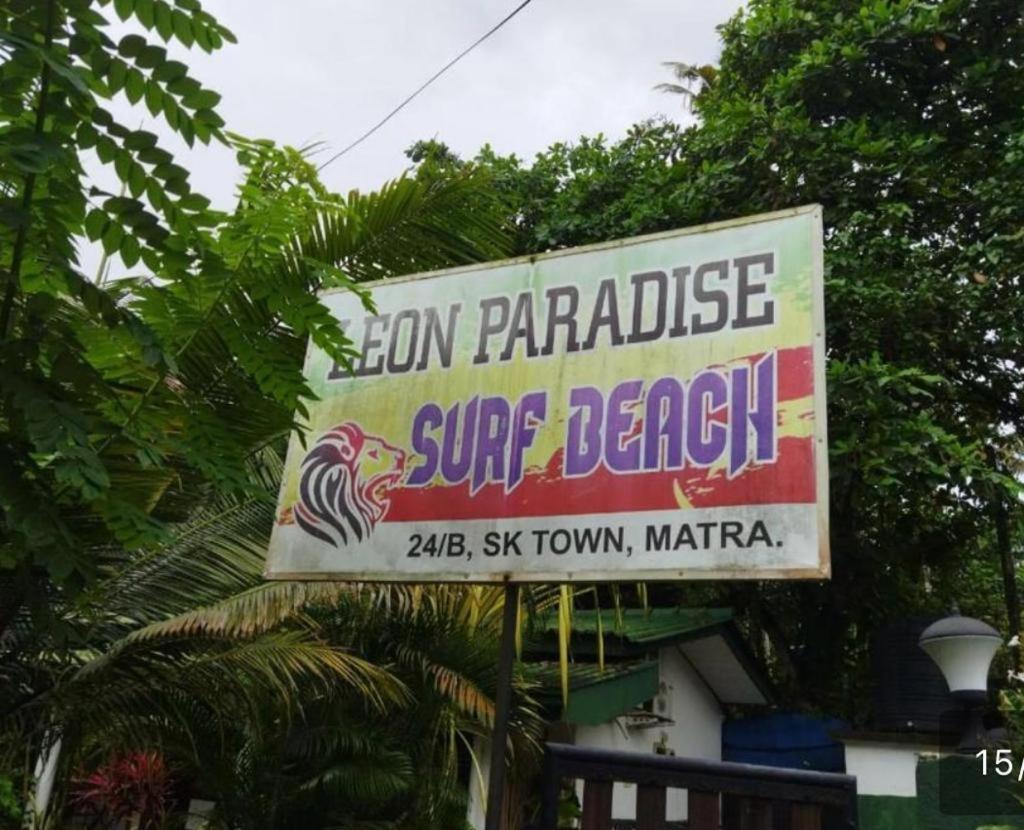 LEON PARADISE
SURF BEACH
24/B, SK TOWN, MATRA.
15/